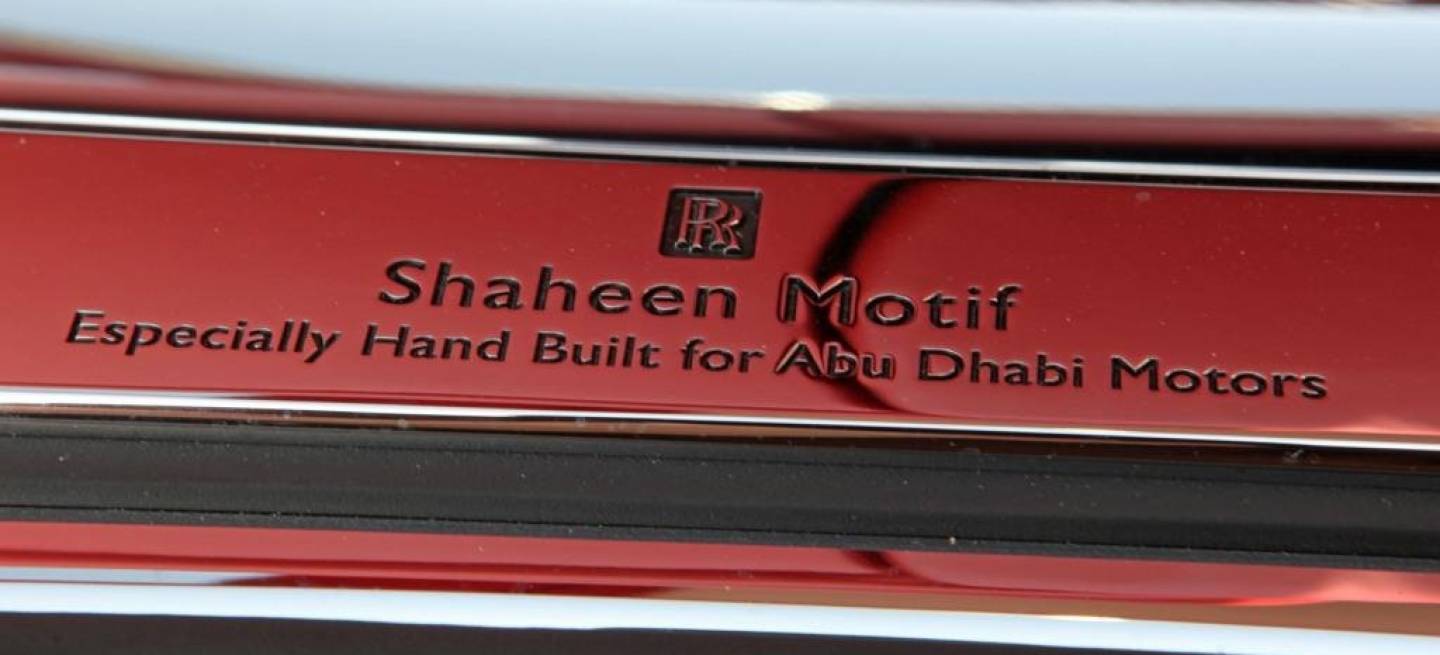 RR
Shaheen Motif
Especially Hand Built for Abu Dhabi Motors